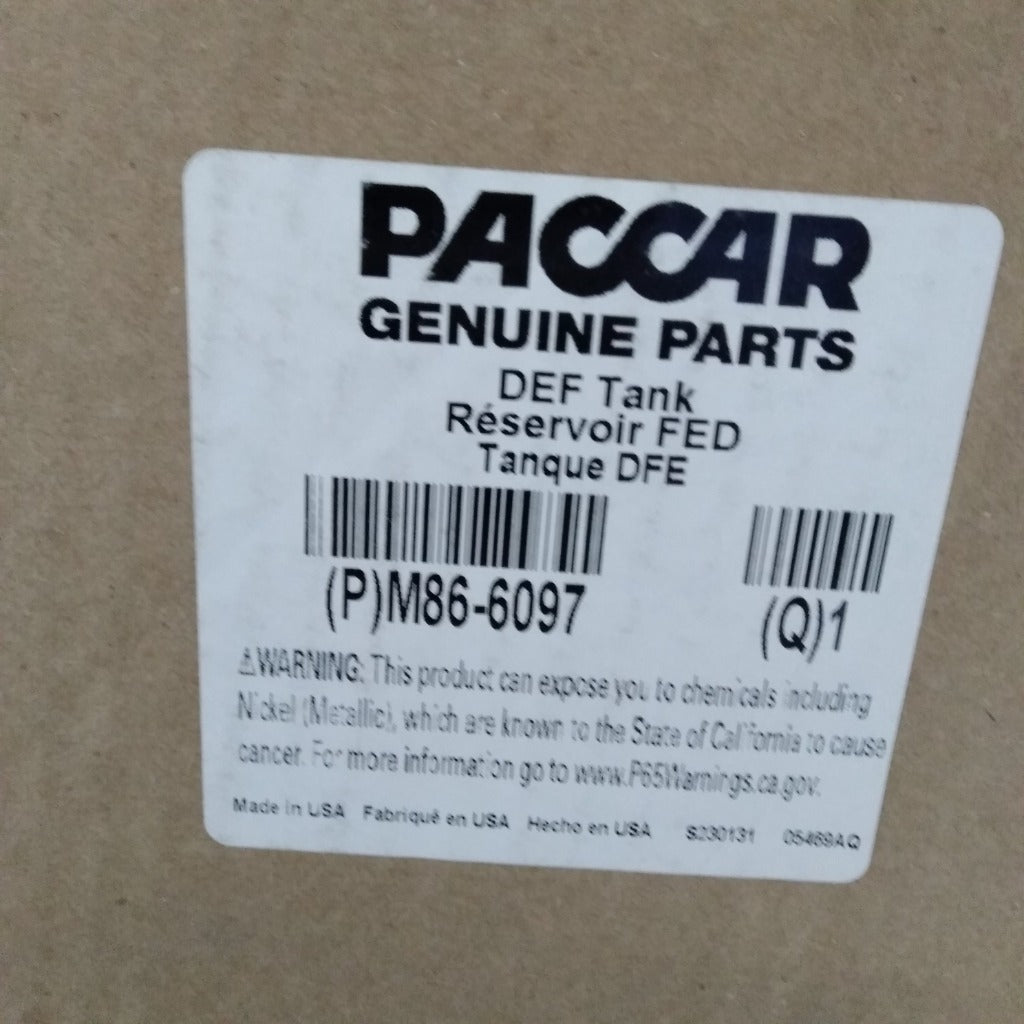 PACCAR
GENUINE PARTS
DEF Tank
Réservoir FED
Tanque DFE
(P)M86-6097 (Q)1
⚠WARNING: This product can expose you to chemicals including
Nickel (Metallic), which are known to the State of California to cause
cancer. For more information go to www.P65Warnings.ca.gov.
Made in USA Fabriqué en USA Hecho en USA S230131 05469AQ